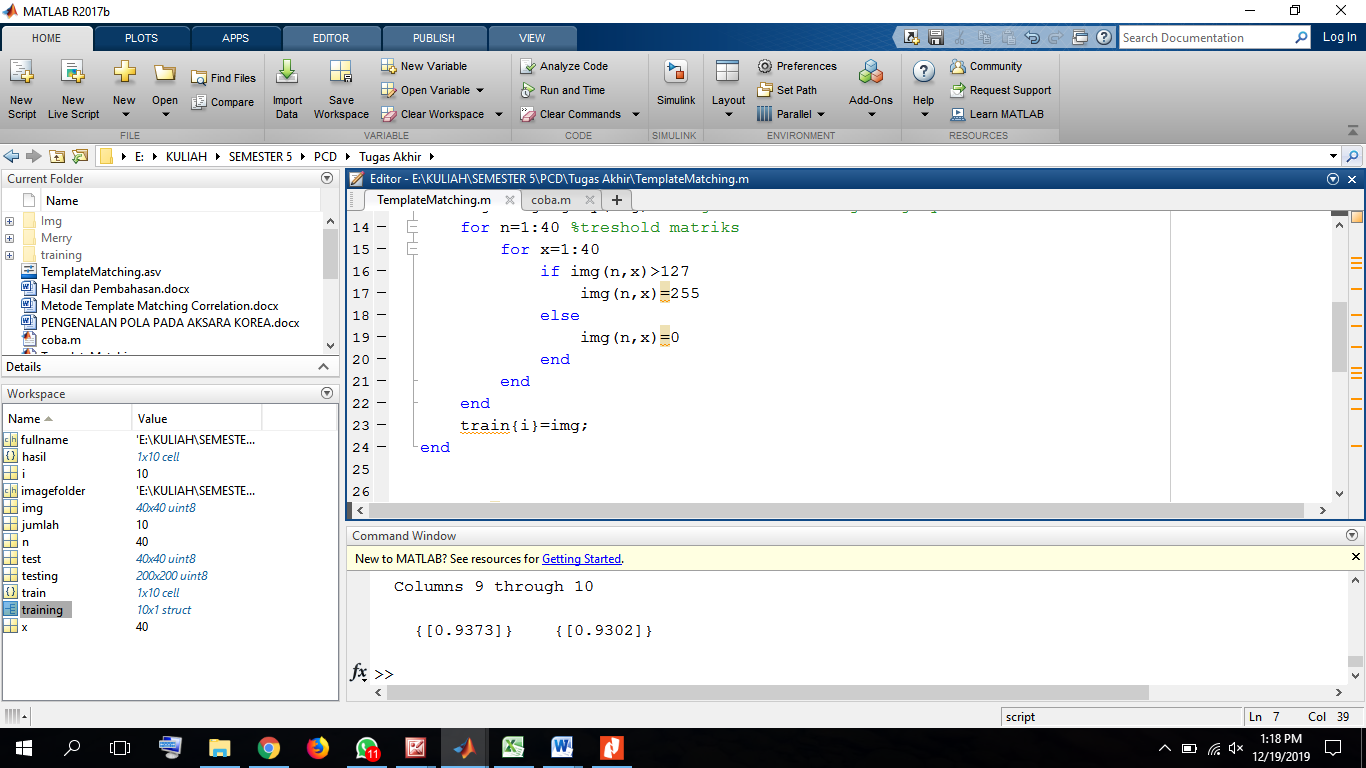 MATLAB R2017b
HOME PLOTS APPS EDITOR PUBLISH VIEW
Search Documentation
Log In
New Script
New Live Script
New
Open
Find Files
Compare
Import Data
Save Workspace
New Variable
Open Variable
Clear Workspace
Analyze Code
Run and Time
Clear Commands
Simulink
Layout
Preferences
Set Path
Parallel
Add-Ons
Help
Community
Request Support
Learn MATLAB
FILE VARIABLE CODE SIMULINK ENVIRONMENT RESOURCES
E: KULIAH SEMESTER 5 PCD Tugas Akhir
Current Folder
Name
Img
Merry
training
TemplateMatching.asv
Hasil dan Pembahasan.docx
Metode Template Matching Correlation.docx
PENGENALAN POLA PADA AKSARA KOREA.docx
coba.m
Details
Workspace
Name Value
fullname 'E:\KULIAH\SEMESTE...
hasil 1x10 cell
i 10
imagefolder 'E:\KULIAH\SEMESTE...
img 40x40 uint8
jumlah 10
n 40
test 40x40 uint8
testing 200x200 uint8
train 1x10 cell
training 10x1 struct
x 40
Editor - E:\KULIAH\SEMESTER 5\PCD\Tugas Akhir\TemplateMatching.m
TemplateMatching.m coba.m
14 for n=1:40 %treshold matriks
15 for x=1:40
16 if img(n,x)>127
17 img(n,x)=255
18 else
19 img(n,x)=0
20 end
21 end
22 end
23 train{i}=img;
24 end
25
26
Command Window
New to MATLAB? See resources for Getting Started.
Columns 9 through 10
{[0.9373]} {[0.9302]}
fx >>
script
Ln 7 Col 39
11
1:18 PM
12/19/2019